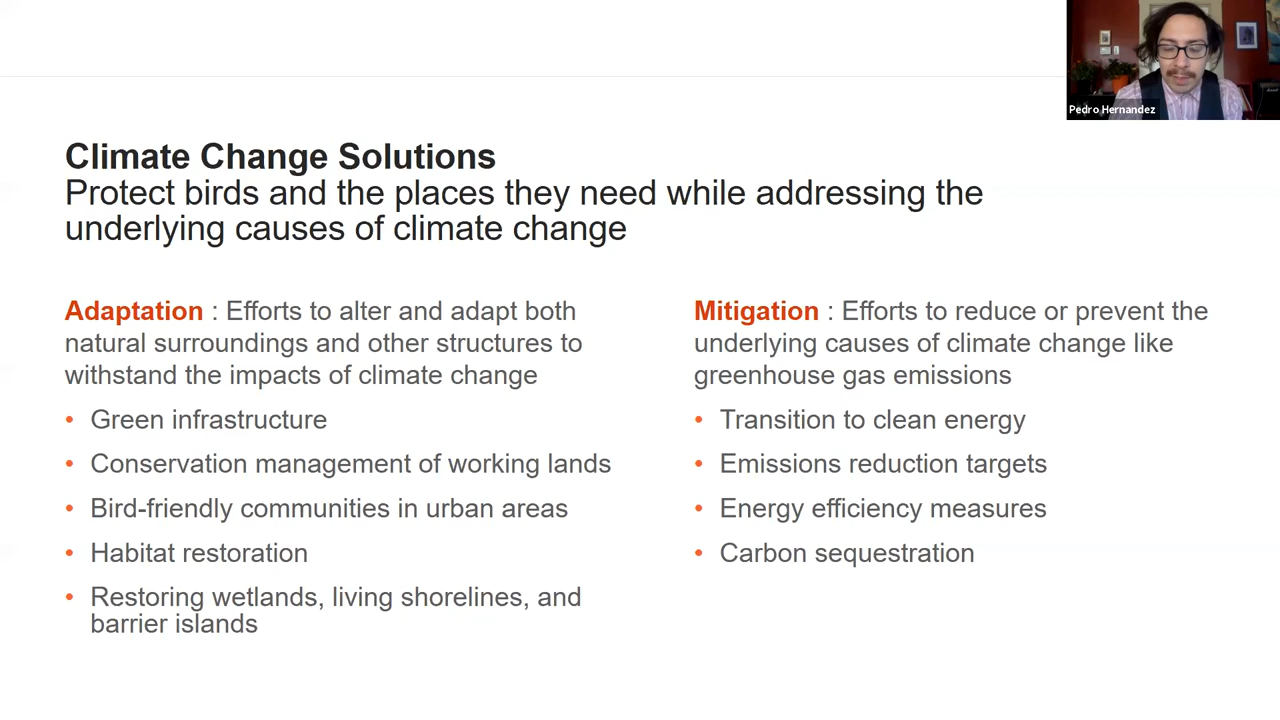 Pedro Hernandez
Climate Change Solutions
Protect birds and the places they need while addressing the
underlying causes of climate change
Adaptation : Efforts to alter and adapt both
natural surroundings and other structures to
withstand the impacts of climate change
• Green infrastructure
• Conservation management of working lands
• Bird-friendly communities in urban areas
• Habitat restoration
• Restoring wetlands, living shorelines, and
barrier islands
Mitigation : Efforts to reduce or prevent the
underlying causes of climate change like
greenhouse gas emissions
• Transition to clean energy
• Emissions reduction targets
• Energy efficiency measures
• Carbon sequestration